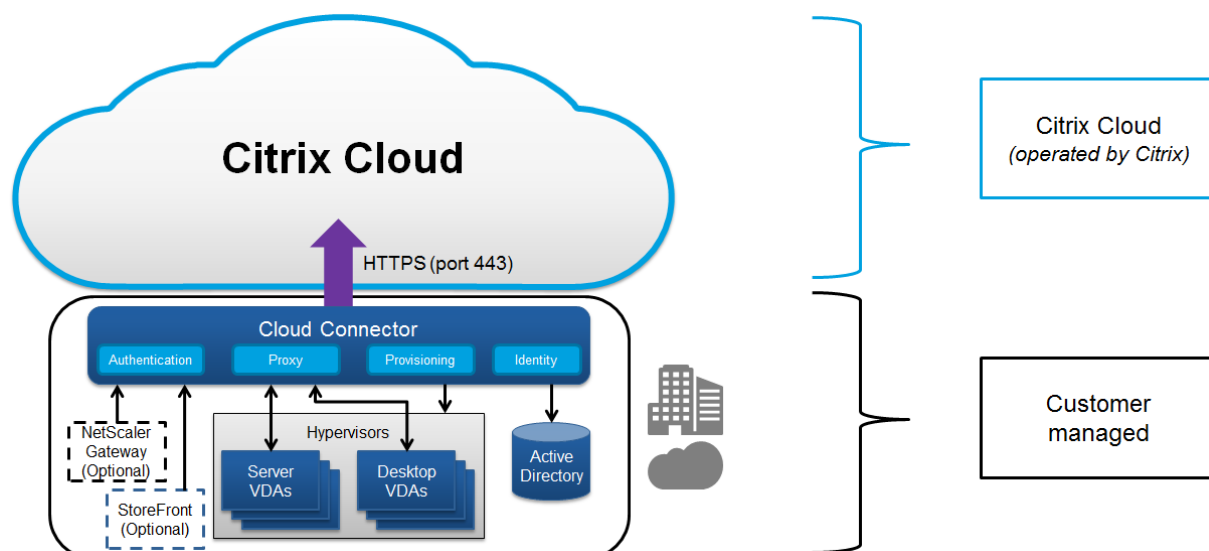 Citrix Cloud
HTTPS (port 443)
Citrix Cloud
(operated by Citrix)
Cloud Connector
Authentication
Proxy
Provisioning
Identity
NetScaler
Gateway
(Optional)
StoreFront
(Optional)
Hypervisors
Server
VDAs
Desktop
VDAs
Active
Directory
Customer
managed